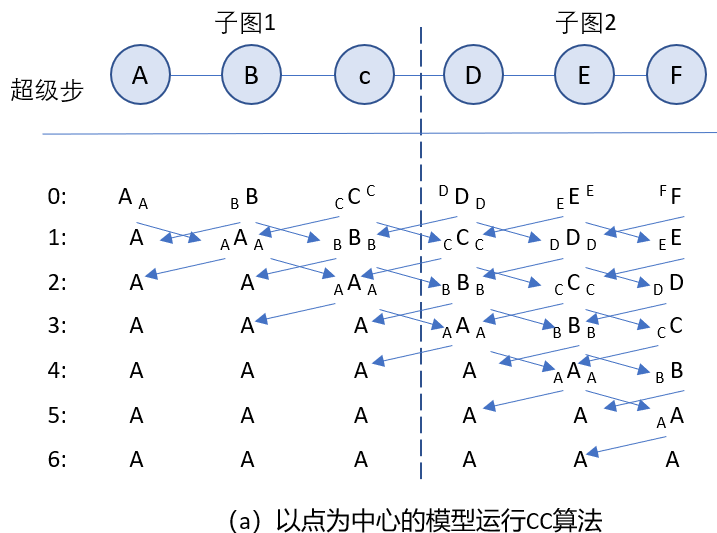 子图1 子图2
超级步 A B c D E F
0: A A B B C C C D D D E E E F F
1: A A A A B B B C C C D D D E E
2: A A A A A B B B C C C D D
3: A A A A A A B B B C C
4: A A A A A A A B B
5: A A A A A A A
6: A A A A A A
(a)以点为中心的模型运行CC算法